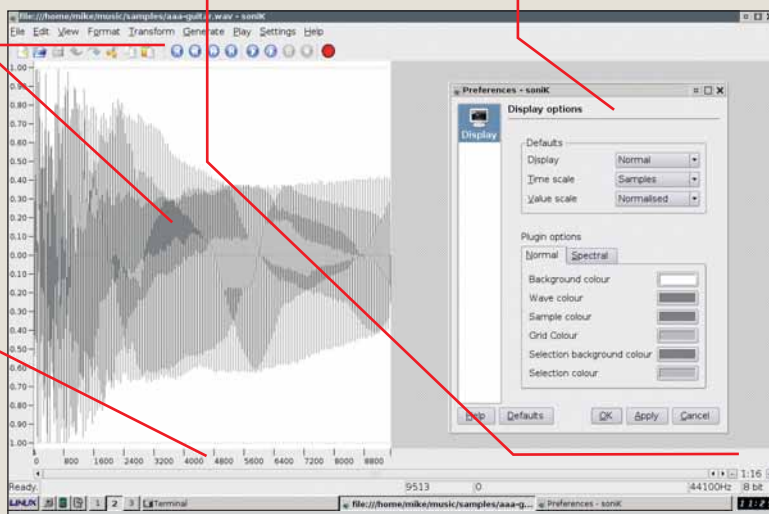 file:///home/mike/music/samples/aaa-guitar.wav - soniK
File Edit View Format Transform Generate Play Settings Help
1.00
0.90
0.80
0.70
0.60
0.50
0.40
0.30
0.20
0.10
0.00
0.10
0.20
0.30
0.40
0.50
0.60
0.70
0.80
0.90
1.00
0 800 1600 2400 3200 4000 4800 5600 6400 7200 8000 8800
Preferences - soniK
Display
Display options
Defaults
Display Normal
Time scale Samples
Value scale Normalised
Plugin options
Normal Spectral
Background colour
Wave colour
Sample colour
Grid Colour
Selection background colour
Selection colour
Help Defaults OK Apply Cancel
1:16
Ready. 9513 0 44100Hz 8 bit
LINUX 1 2 3 Terminal file:///home/mike/music/samples/aaa-g... Preferences - soniK